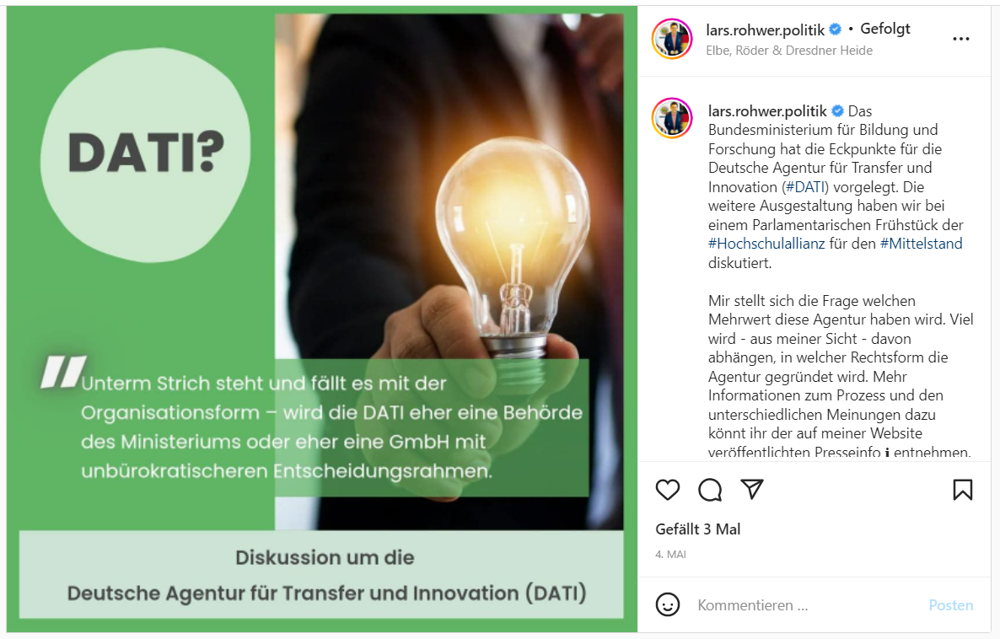 DATI?
Unterm Strich steht und fällt es mit der
Organisationsform – wird die DATI eher eine Behörde
des Ministeriums oder eher eine GmbH mit
unbürokratischeren Entscheidungsrahmen.
Diskussion um die
Deutsche Agentur für Transfer und Innovation (DATI)
lars.rohwer.politik • Gefolgt
Elbe, Röder & Dresdner Heide
lars.rohwer.politik Das
Bundesministerium für Bildung und
Forschung hat die Eckpunkte für die
Deutsche Agentur für Transfer und
Innovation (#DATI) vorgelegt. Die
weitere Ausgestaltung haben wir bei
einem Parlamentarischen Frühstück der
#Hochschulallianz für den #Mittelstand
diskutiert.
Mir stellt sich die Frage welchen
Mehrwert diese Agentur haben wird. Viel
wird - aus meiner Sicht - davon
abhängen, in welcher Rechtsform die
Agentur gegründet wird. Mehr
Informationen zum Prozess und den
unterschiedlichen Meinungen dazu
könnt ihr der auf meiner Website
veröffentlichten Presseinfo ℹ entnehmen.
Gefällt 3 Mal
4. MAI
Kommentieren ...
Posten